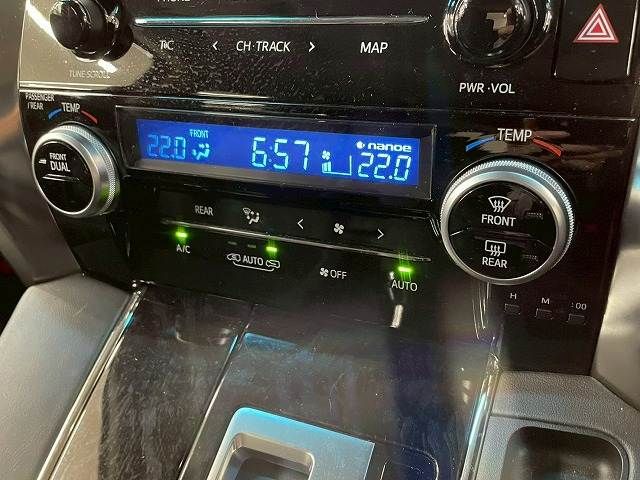 T&C ‹ CH·TRACK › MAP
TUNE·SCROLL
PWR·VOL
PASSENGER
/ REAR
TEMP
TEMP
FRONT
DUAL
22.0 FRONT 6:57 nanoe 22.0
FRONT
REAR
REAR ‹ ›
A/C
AUTO
OFF
AUTO
H M :00